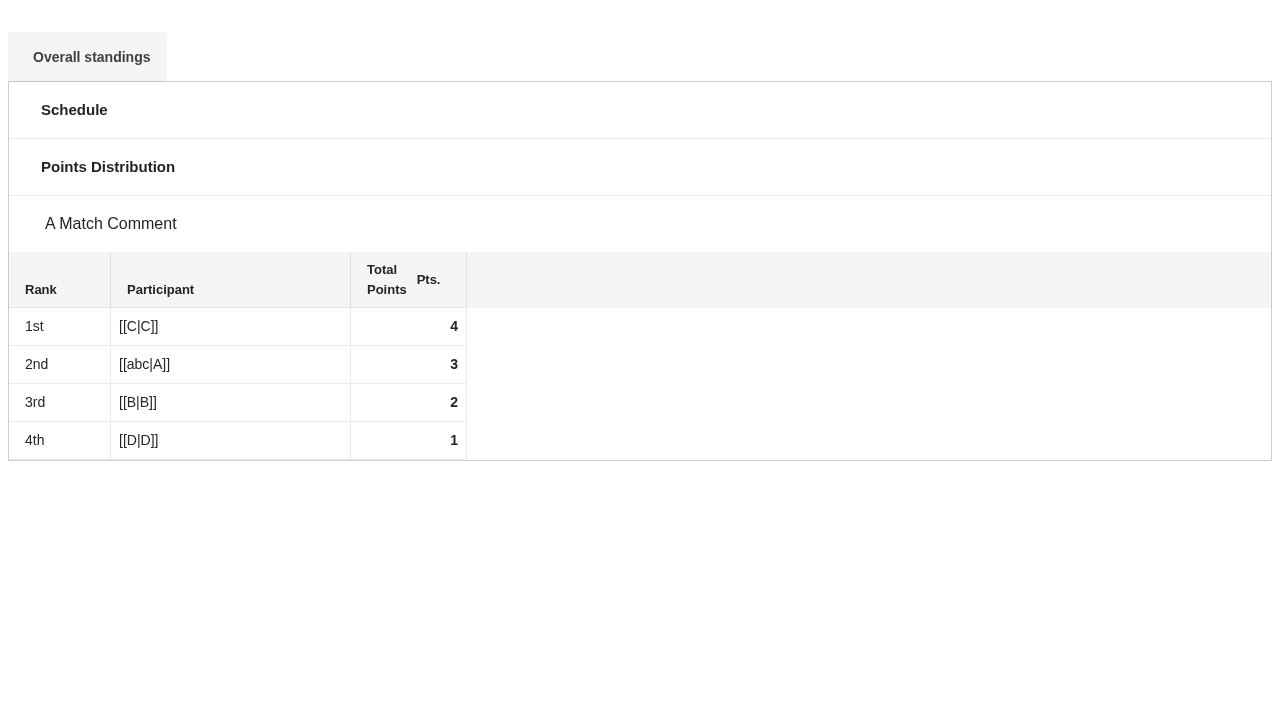 Overall standings
Schedule
Points Distribution
A Match Comment
Rank Participant Total Points Pts.
1st [[C|C]] 4
2nd [[abc|A]] 3
3rd [[B|B]] 2
4th [[D|D]] 1